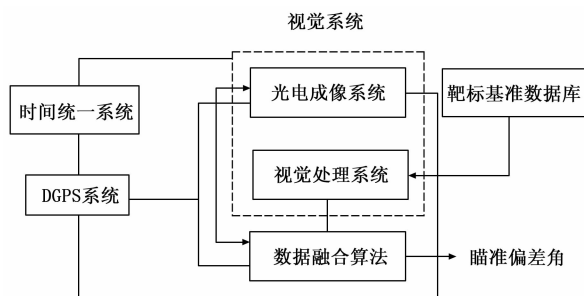 视觉系统
时间统一系统
光电成像系统
靶标基准数据库
视觉处理系统
DGPS系统
数据融合算法
瞄准偏差角